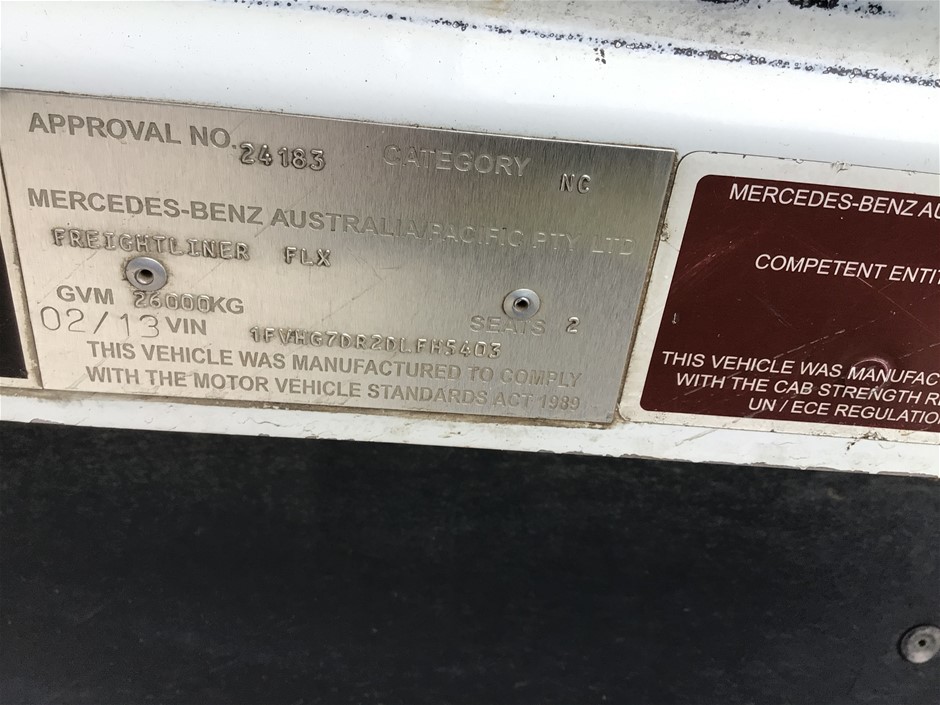 APPROVAL NO. 24183 CATEGORY NC
MERCEDES-BENZ AUSTRALIA/PACIFIC PTY LTD
FREIGHTLINER FLX
GVM 26000KG SEATS 2
02/13 VIN 1FVHG7DR2DLFH5403
THIS VEHICLE WAS MANUFACTURED TO COMPLY
WITH THE MOTOR VEHICLE STANDARDS ACT 1989
MERCEDES-BENZ AU
COMPETENT ENTIT
THIS VEHICLE WAS MANUFAC
WITH THE CAB STRENGTH RE
UN / ECE REGULATIO